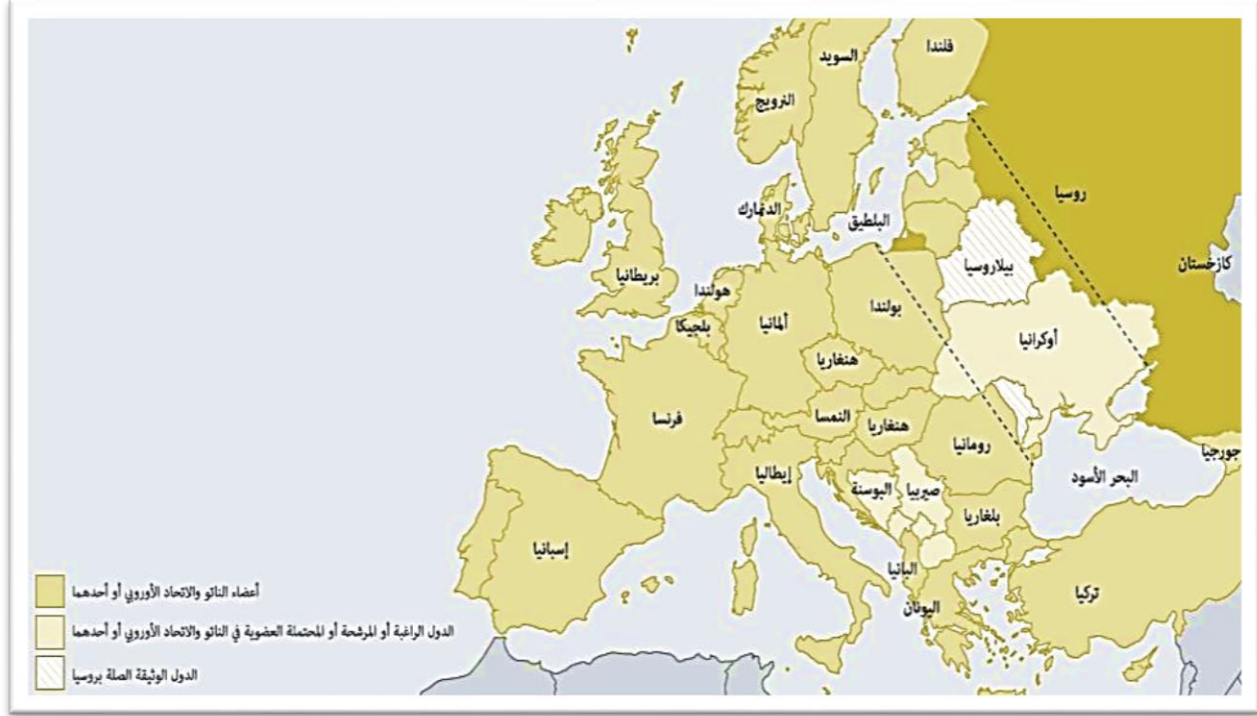 فلندا
السويد
النرويج
روسيا
الدنمارك
البلطيق
كازخستان
بيلاروسيا
بريطانيا
هولندا
بولندا
ألمانيا
بلجيكا
أوكرانيا
هنغاريا
فرنسا
النمسا
هنغاريا
رومانيا
جورجيا
إيطاليا
البحر الأسود
البوسنة
صيربيا
بلغاريا
إسبانيا
ألبانيا
تركيا
اليونان
أعضاء الناتو والاتحاد الأوروبي أو أحدهما
الدول الراغبة أو المرشحة أو المحتملة العضوية في الناتو والاتحاد الأوروبي أو أحدهما
الدول الوثيقة الصلة بروسيا